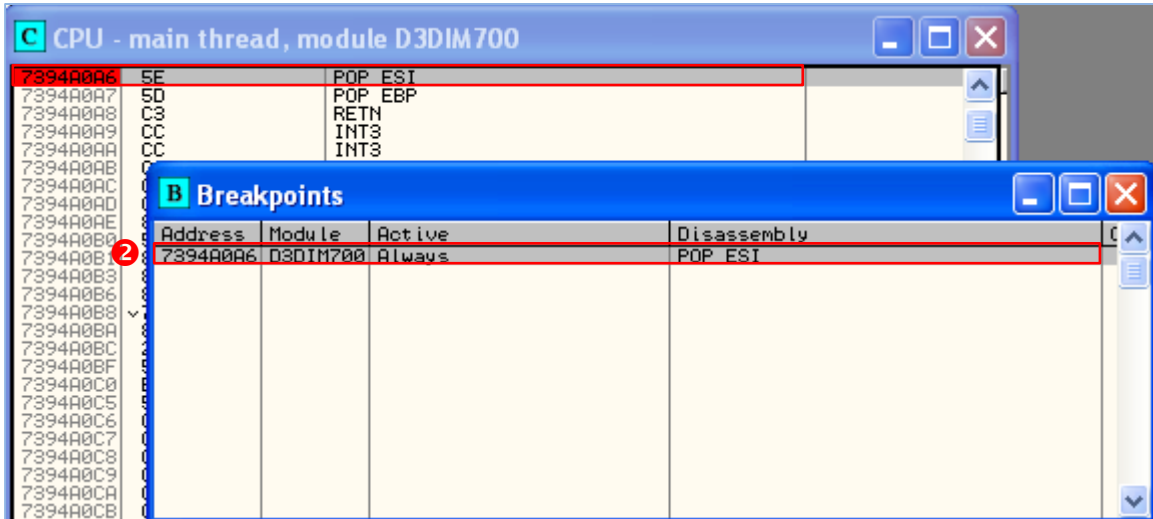 C CPU - main thread, module D3DIM700
7394A0A6 5E POP ESI
7394A0A7 5D POP EBP
7394A0A8 C3 RETN
7394A0A9 CC INT3
7394A0AA CC INT3
7394A0AB
7394A0AC
7394A0AD
7394A0AE
7394A0B0
7394A0B1
7394A0B3
7394A0B6
7394A0B8
7394A0BA
7394A0BC
7394A0BF
7394A0C0
7394A0C5
7394A0C6
7394A0C7
7394A0C8
7394A0C9
7394A0CA
7394A0CB
B Breakpoints
Address Module Active Disassembly
2 7394A0A6 D3DIM700 Always POP ESI